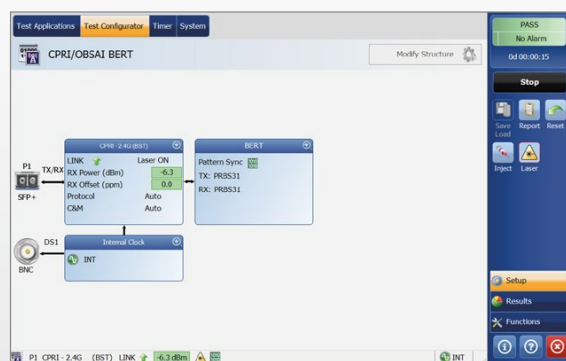 Test Applications Test Configurator Timer System
CPRI/OBSAI BERT
Modify Structure
PASS
No Alarm
0d 00:00:15
Stop
Save
Load
Report
Reset
Inject
Laser
CPRI - 2.4G (BST)
LINK Laser ON
RX Power (dBm) -6.3
RX Offset (ppm) 0.0
Protocol Auto
C&M Auto
BERT
Pattern Sync
TX: PRBS31
RX: PRBS31
P1
TX/RX
SFP+
DS1
BNC
Internal Clock
INT
Setup
Results
Functions
P1 CPRI - 2.4G (BST) LINK -6.3 dBm
INT